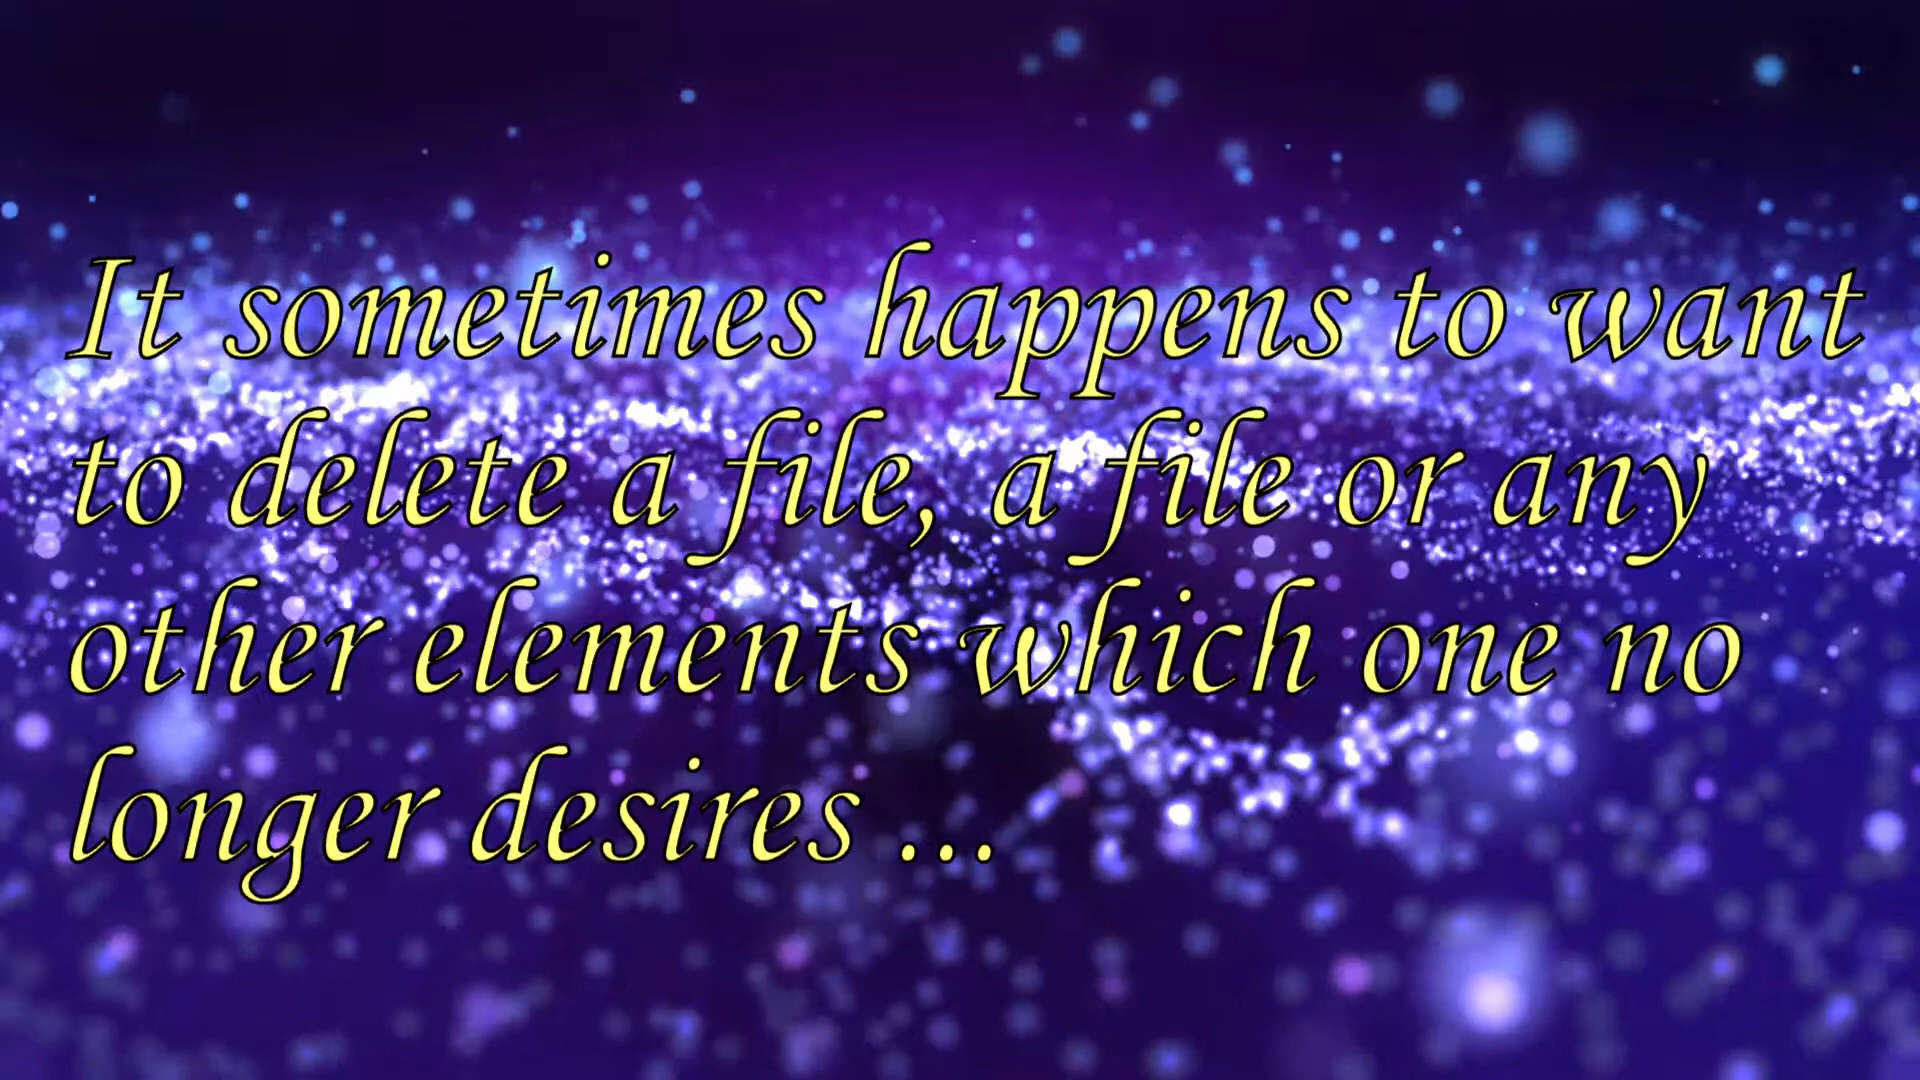 It sometimes happens to want
to delete a file, a file or any
other elements which one no
longer desires ...